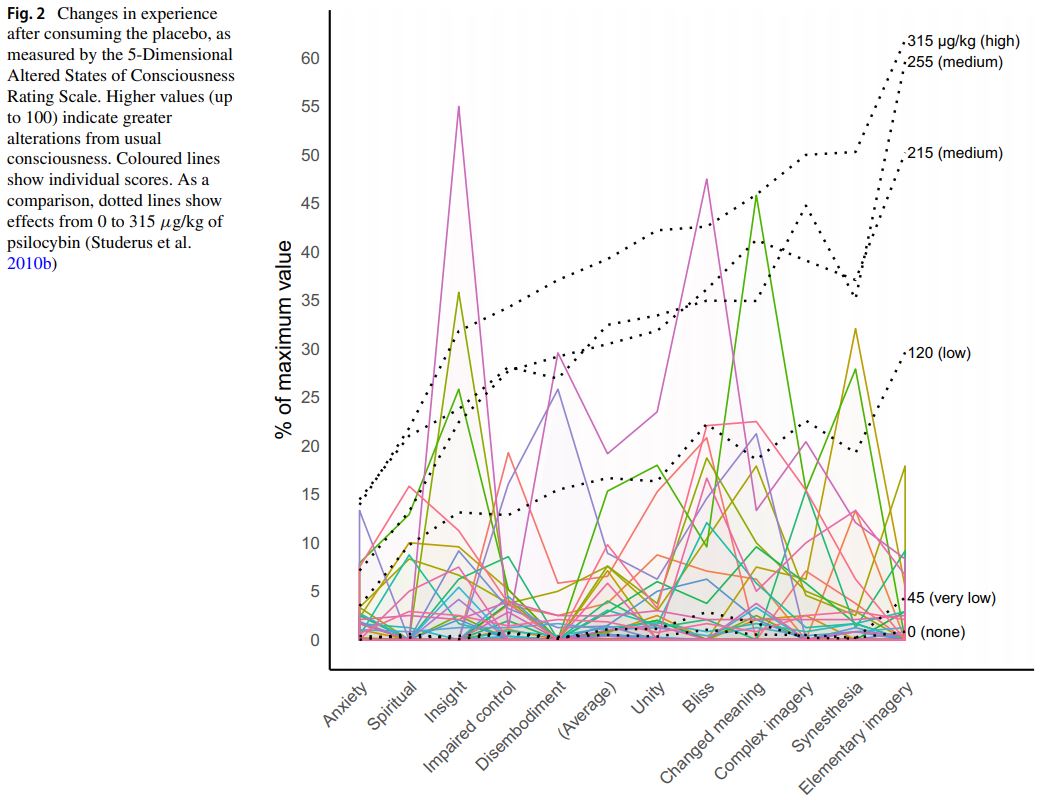 Fig. 2 Changes in experience
after consuming the placebo, as
measured by the 5-Dimensional
Altered States of Consciousness
Rating Scale. Higher values (up
to 100) indicate greater
alterations from usual
consciousness. Coloured lines
show individual scores. As a
comparison, dotted lines show
effects from 0 to 315 μg/kg of
psilocybin (Studerus et al.
2010b)
% of maximum value
60
55
50
45
40
35
30
25
20
15
10
5
0
315 μg/kg (high)
255 (medium)
215 (medium)
120 (low)
45 (very low)
0 (none)
Anxiety
Spiritual
Insight
Impaired control
Disembodiment
(Average)
Unity
Bliss
Changed meaning
Complex imagery
Synesthesia
Elementary imagery